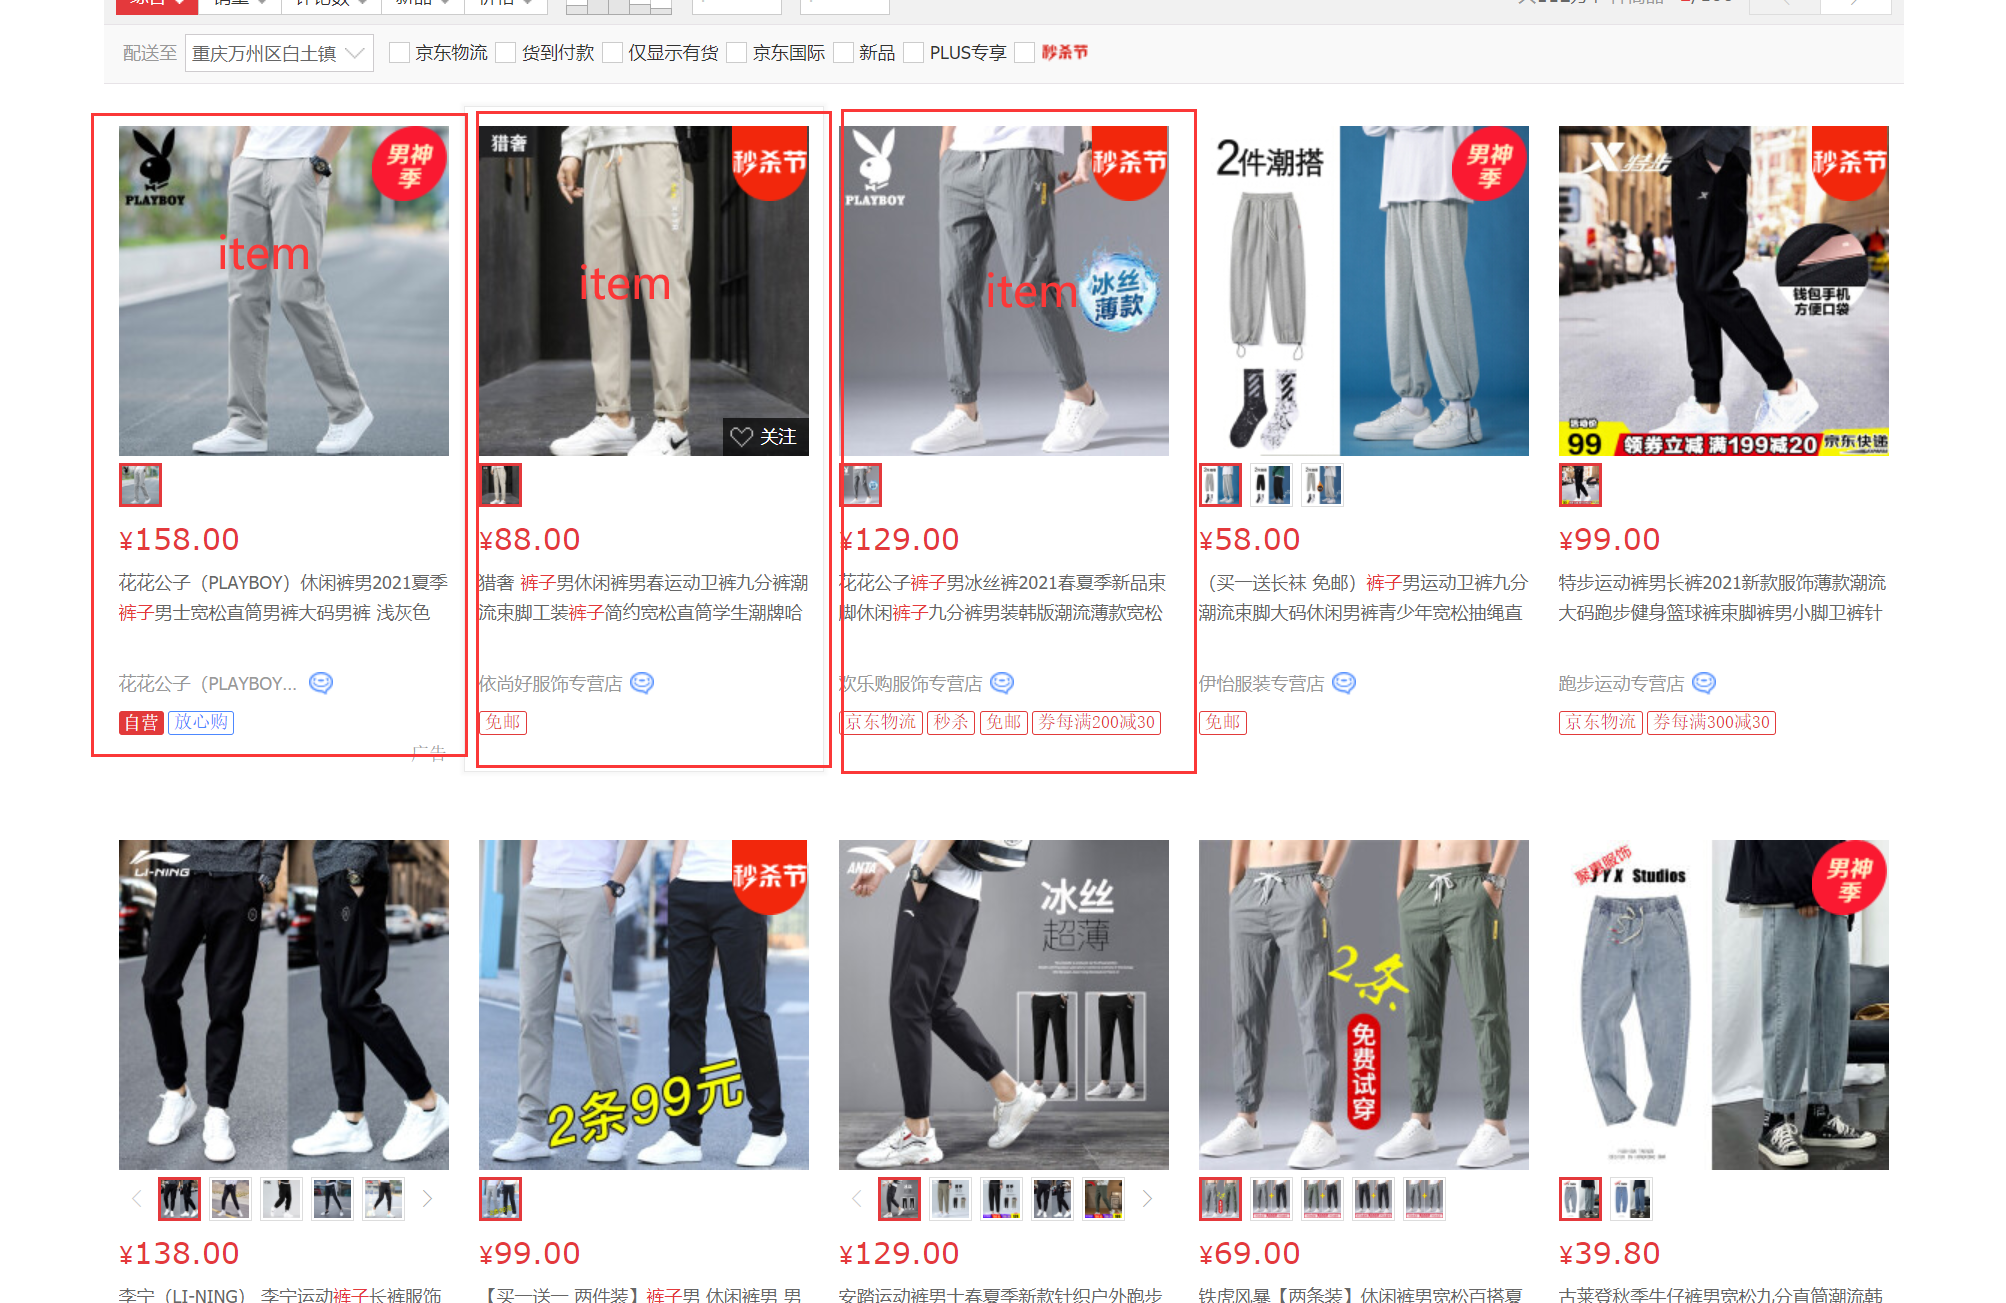 综合 销量 评论数 新品 价格
配送至 重庆万州区白土镇 京东物流 货到付款 仅显示有货 京东国际 新品 PLUS专享 秒杀节
PLAYBOY
男神季
item
¥158.00
花花公子（PLAYBOY）休闲裤男2021夏季
裤子男士宽松直筒男裤大码男裤 浅灰色
花花公子（PLAYBOY...
自营 放心购
广告
猎奢
秒杀节
item
关注
¥88.00
猎奢 裤子男休闲裤男春运动卫裤九分裤潮
流束脚工装裤子简约宽松直筒学生潮牌哈
依尚好服饰专营店
免邮
PLAYBOY
秒杀节
item
冰丝
薄款
¥129.00
花花公子裤子男冰丝裤2021春夏季新品束
脚休闲裤子九分裤男装韩版潮流薄款宽松
欢乐购服饰专营店
京东物流 秒杀 免邮 券每满200减30
2件潮搭
男神季
¥58.00
（买一送长袜 免邮）裤子男运动卫裤九分
潮流束脚大码休闲男裤青少年宽松抽绳直
伊怡服装专营店
免邮
特步
秒杀节
钱包手机
方便口袋
活动价
99 领券立减 满199减20 京东快递
¥99.00
特步运动裤男长裤2021新款服饰薄款潮流
大码跑步健身篮球裤束脚裤男小脚卫裤针
跑步运动专营店
京东物流 券每满300减30
LI-NING
¥138.00
李宁（LI-NING） 李宁运动裤子长裤服饰
秒杀节
2条99元
¥99.00
【买一送一 两件装】裤子男 休闲裤男 男
ANTA
冰丝
超薄
¥129.00
安踏运动裤男士春夏季新款针织户外跑步
2条
免费试穿
¥69.00
铁虎风暴【两条装】休闲裤男宽松百搭夏
聚惠服饰
JYX Studios
男神季
¥39.80
古莱登秋季牛仔裤男宽松九分直筒潮流韩